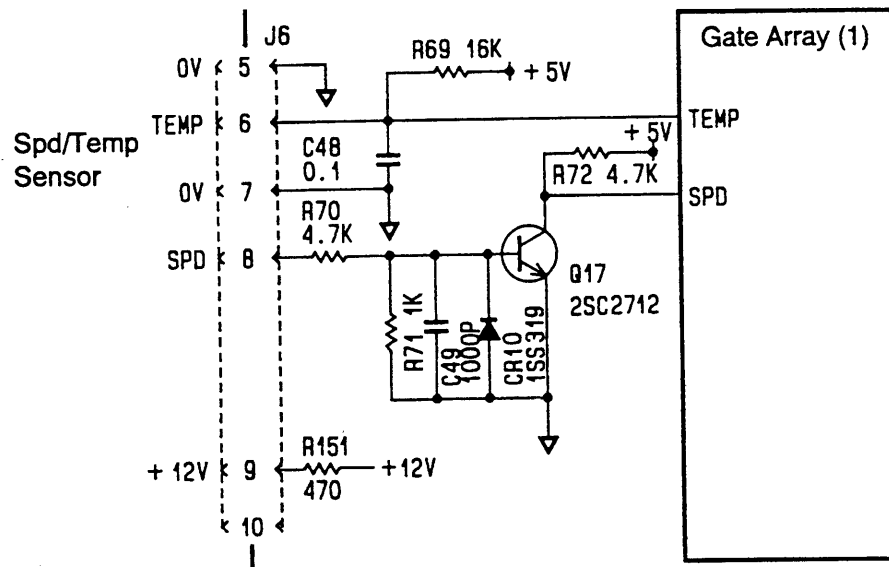 J6
Gate Array (1)
R69 16K
0V 5
+ 5V
TEMP 6
TEMP
Spd/Temp
Sensor
C48
0.1
+ 5V
R72 4.7K
0V 7
SPD
R70
4.7K
SPD 8
Q17
2SC2712
R71 1K
C49
1000P
CR10
1SS319
R151
+ 12V 9
+12V
470
10